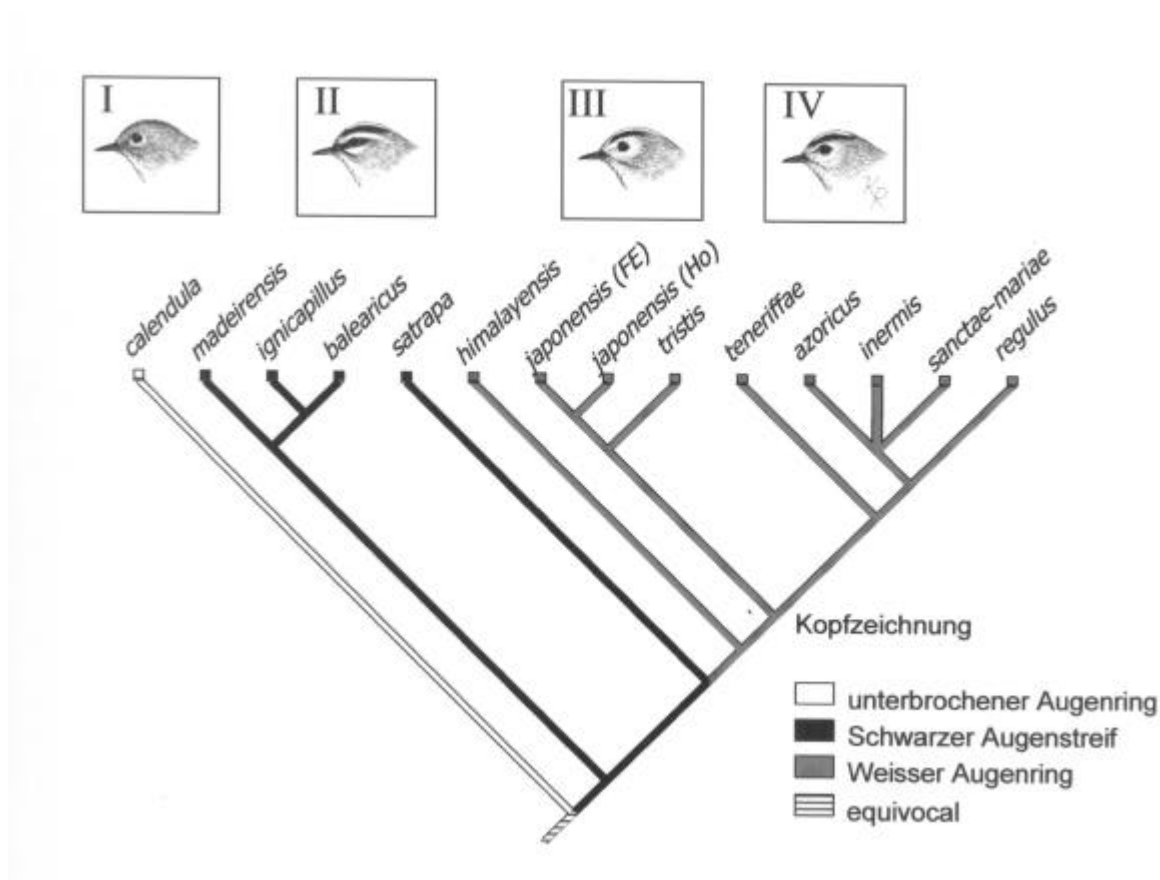 I
II
III
IV
calendula
madeirensis
ignicapillus
balearicus
satrapa
himalayensis
japonensis (FE)
japonensis (Ho)
tristis
teneriffae
azoricus
inermis
sanctae-mariae
regulus
Kopfzeichnung
unterbrochener Augenring
Schwarzer Augenstreif
Weisser Augenring
equivocal